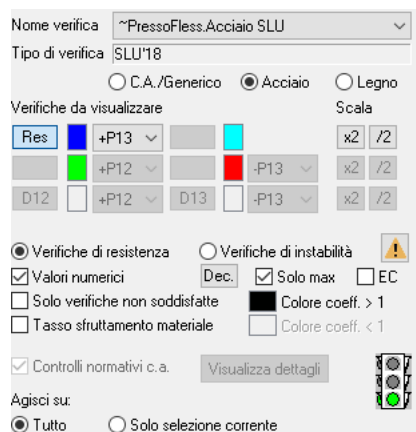 Nome verifica ~PressoFless.Acciaio SLU
Tipo di verifica SLU'18
C.A./Generico Acciaio Legno
Verifiche da visualizzare Scala
Res +P13 x2 /2
+P12 -P13 x2 /2
D12 +P12 D13 -P13 x2 /2
Verifiche di resistenza Verifiche di instabilità
Valori numerici Dec. Solo max EC
Solo verifiche non soddisfatte Colore coeff. > 1
Tasso sfruttamento materiale Colore coeff. < 1
Controlli normativi c.a. Visualizza dettagli
Agisci su:
Tutto Solo selezione corrente